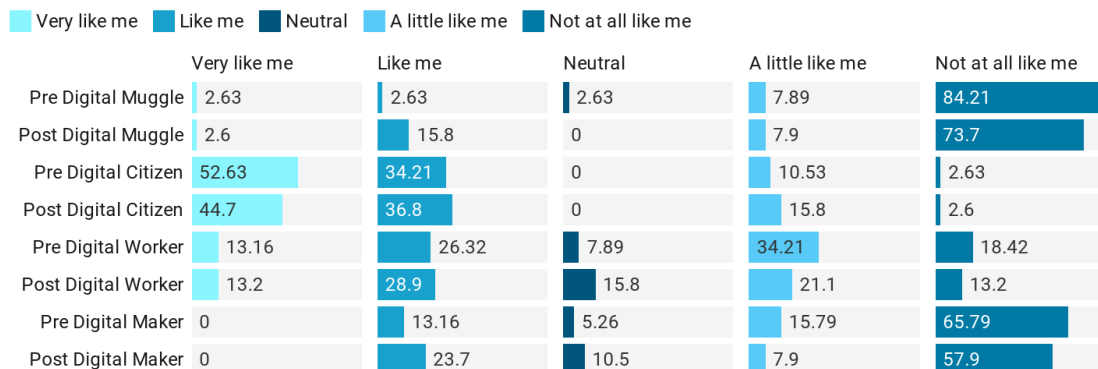 Very like me Like me Neutral A little like me Not at all like me
Very like me Like me Neutral A little like me Not at all like me
Pre Digital Muggle 2.63 2.63 2.63 7.89 84.21
Post Digital Muggle 2.6 15.8 0 7.9 73.7
Pre Digital Citizen 52.63 34.21 0 10.53 2.63
Post Digital Citizen 44.7 36.8 0 15.8 2.6
Pre Digital Worker 13.16 26.32 7.89 34.21 18.42
Post Digital Worker 13.2 28.9 15.8 21.1 13.2
Pre Digital Maker 0 13.16 5.26 15.79 65.79
Post Digital Maker 0 23.7 10.5 7.9 57.9